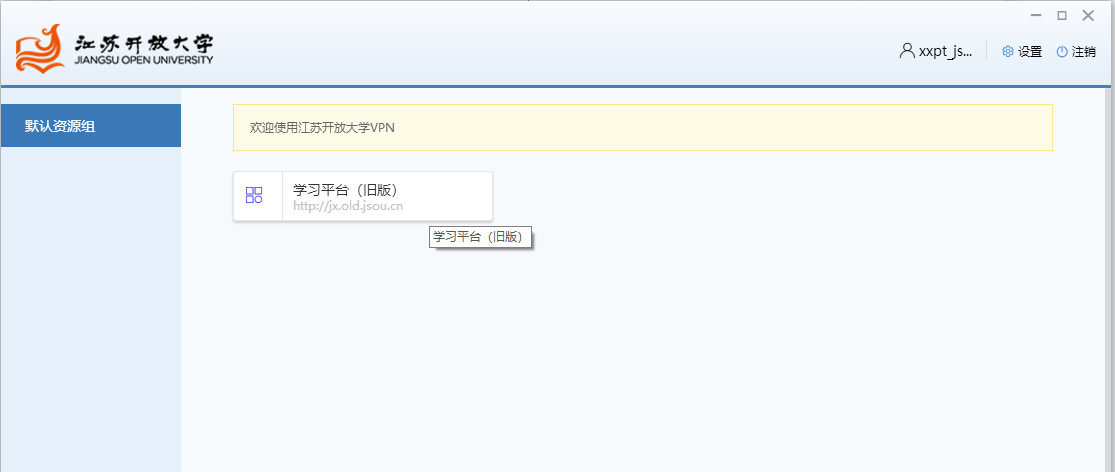 江苏开放大学
JIANGSU OPEN UNIVERSITY
xxpt_js... 设置 注销
默认资源组
欢迎使用江苏开放大学VPN
学习平台（旧版）
http://jx.old.jsou.cn
学习平台（旧版）